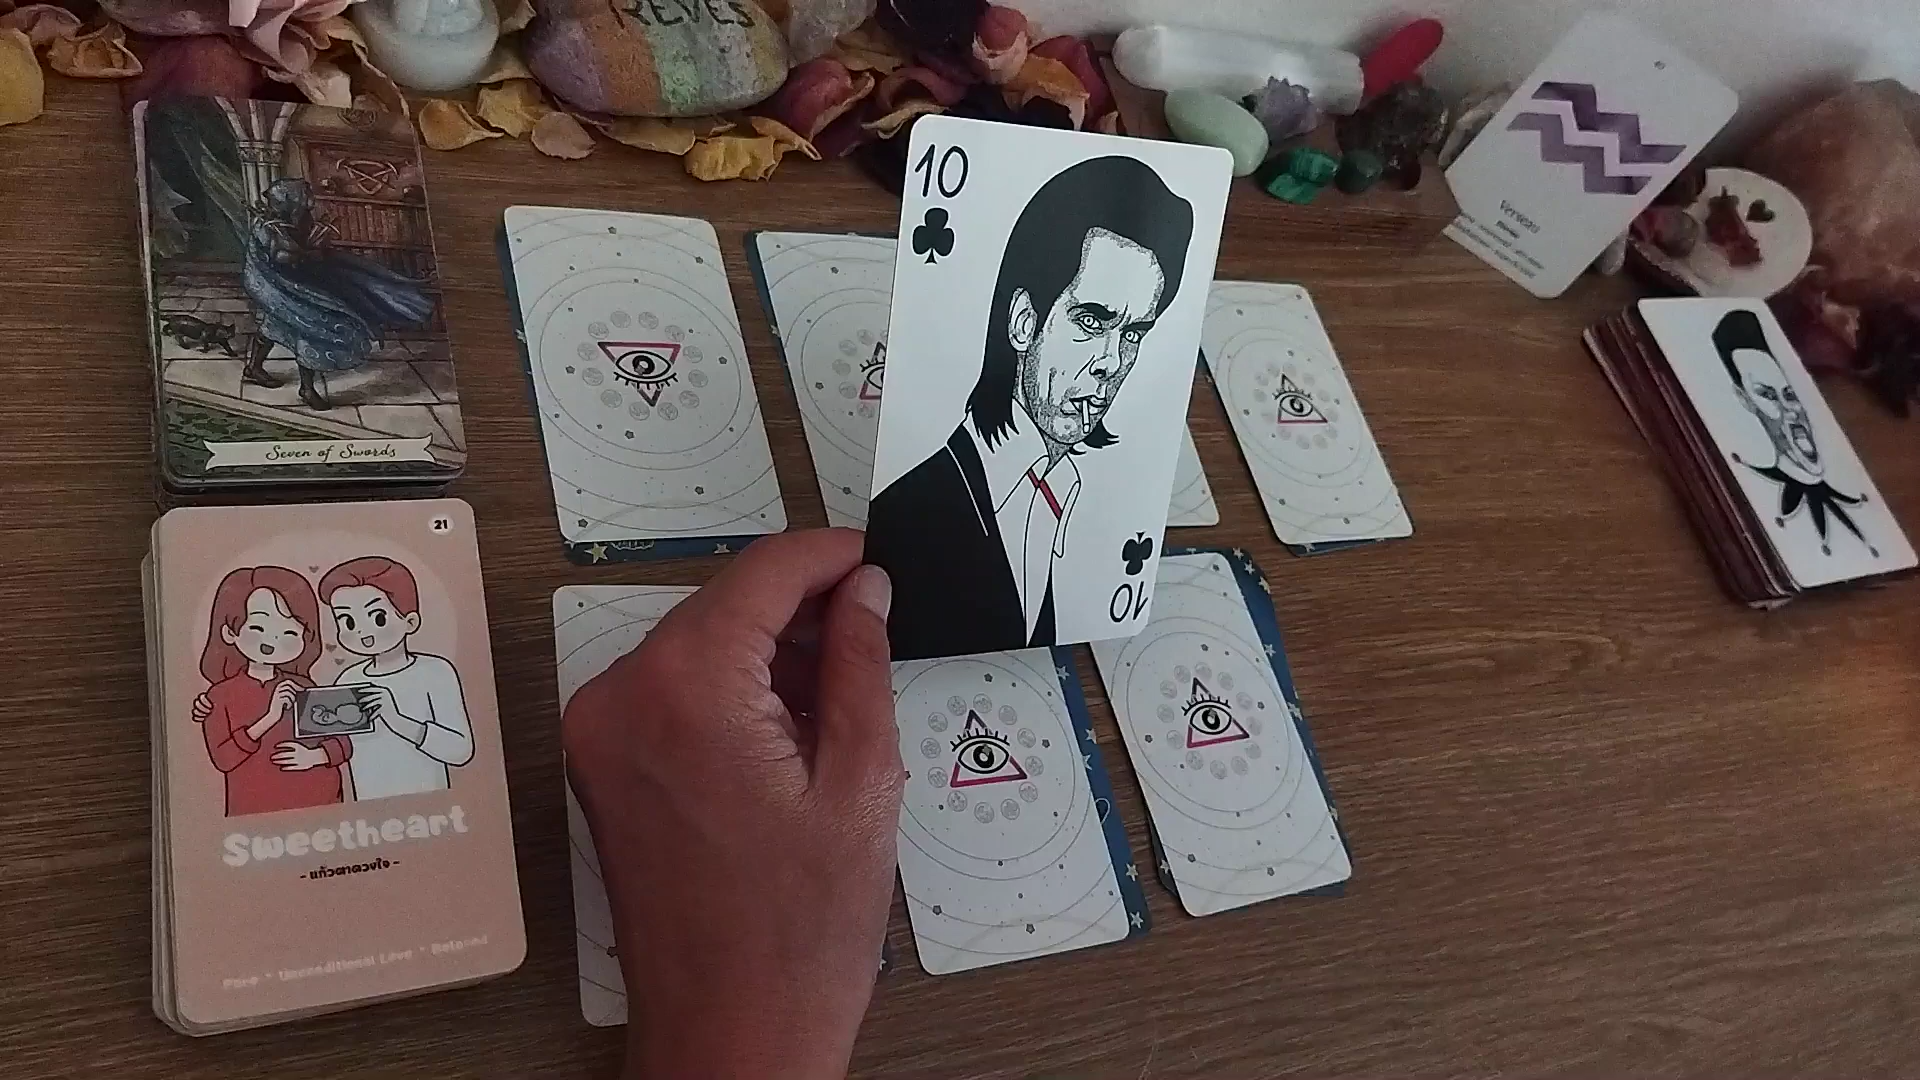 REVES
10
Verseau
Seven of Swords
10
21
Sweetheart
- แก้วตาดวงใจ -
Pure * Unconditional Love * Beloved